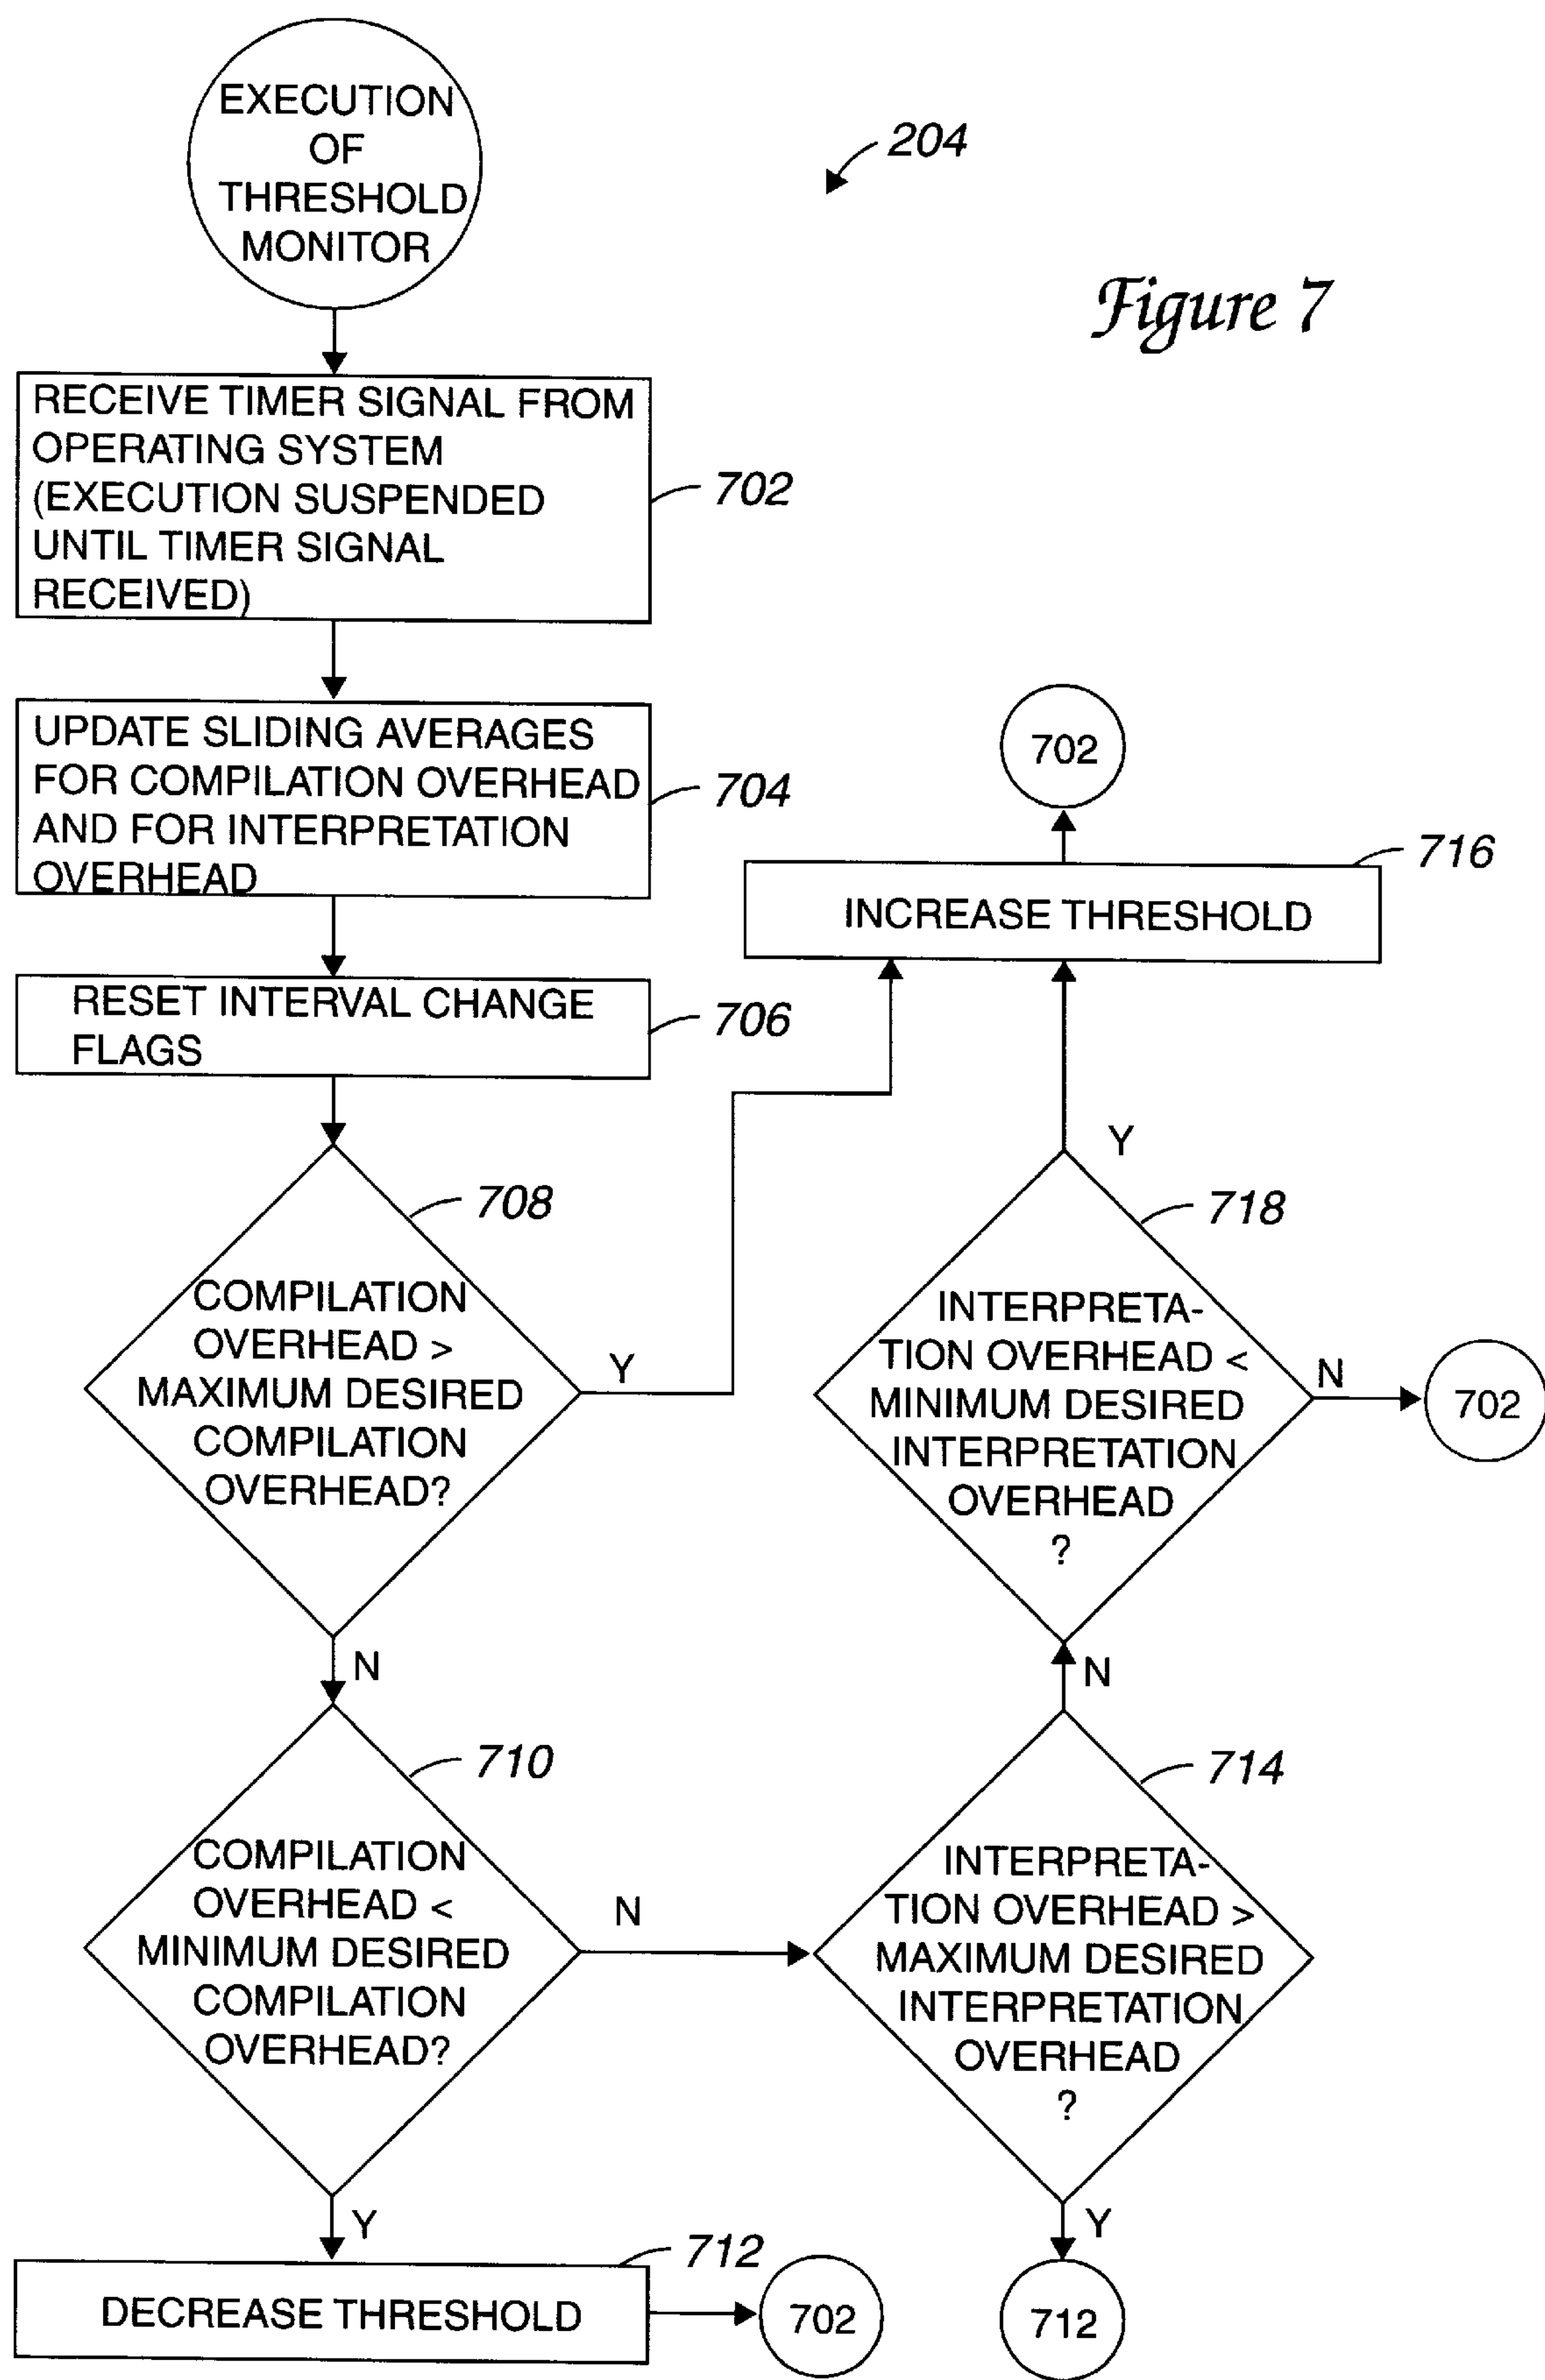 EXECUTION
OF
THRESHOLD
MONITOR
204
Figure 7
RECEIVE TIMER SIGNAL FROM
OPERATING SYSTEM
(EXECUTION SUSPENDED
UNTIL TIMER SIGNAL
RECEIVED)
702
UPDATE SLIDING AVERAGES
FOR COMPILATION OVERHEAD
AND FOR INTERPRETATION
OVERHEAD
704
RESET INTERVAL CHANGE
FLAGS
706
COMPILATION
OVERHEAD >
MAXIMUM DESIRED
COMPILATION
OVERHEAD?
708
Y
N
COMPILATION
OVERHEAD <
MINIMUM DESIRED
COMPILATION
OVERHEAD?
710
N
Y
DECREASE THRESHOLD
712
702
702
INCREASE THRESHOLD
716
Y
INTERPRETA-
TION OVERHEAD <
MINIMUM DESIRED
INTERPRETATION
OVERHEAD
?
718
N
702
N
INTERPRETA-
TION OVERHEAD >
MAXIMUM DESIRED
INTERPRETATION
OVERHEAD
?
714
Y
712